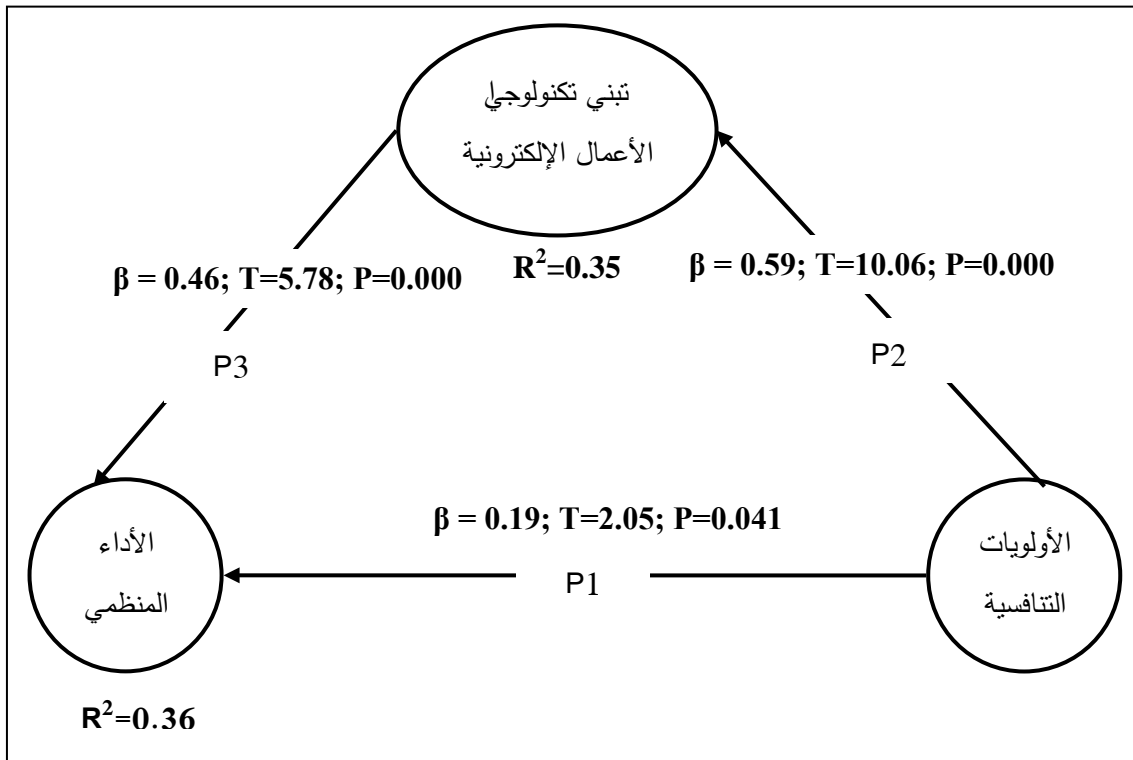 تبني تكنولوجيا
الأعمال الإلكترونية
R²=0.35
β = 0.59; T=10.06; P=0.000
β = 0.46; T=5.78; P=0.000
P2
P3
β = 0.19; T=2.05; P=0.041
P1
الأولويات
التنافسية
الأداء
المنظمي
R²=0.36